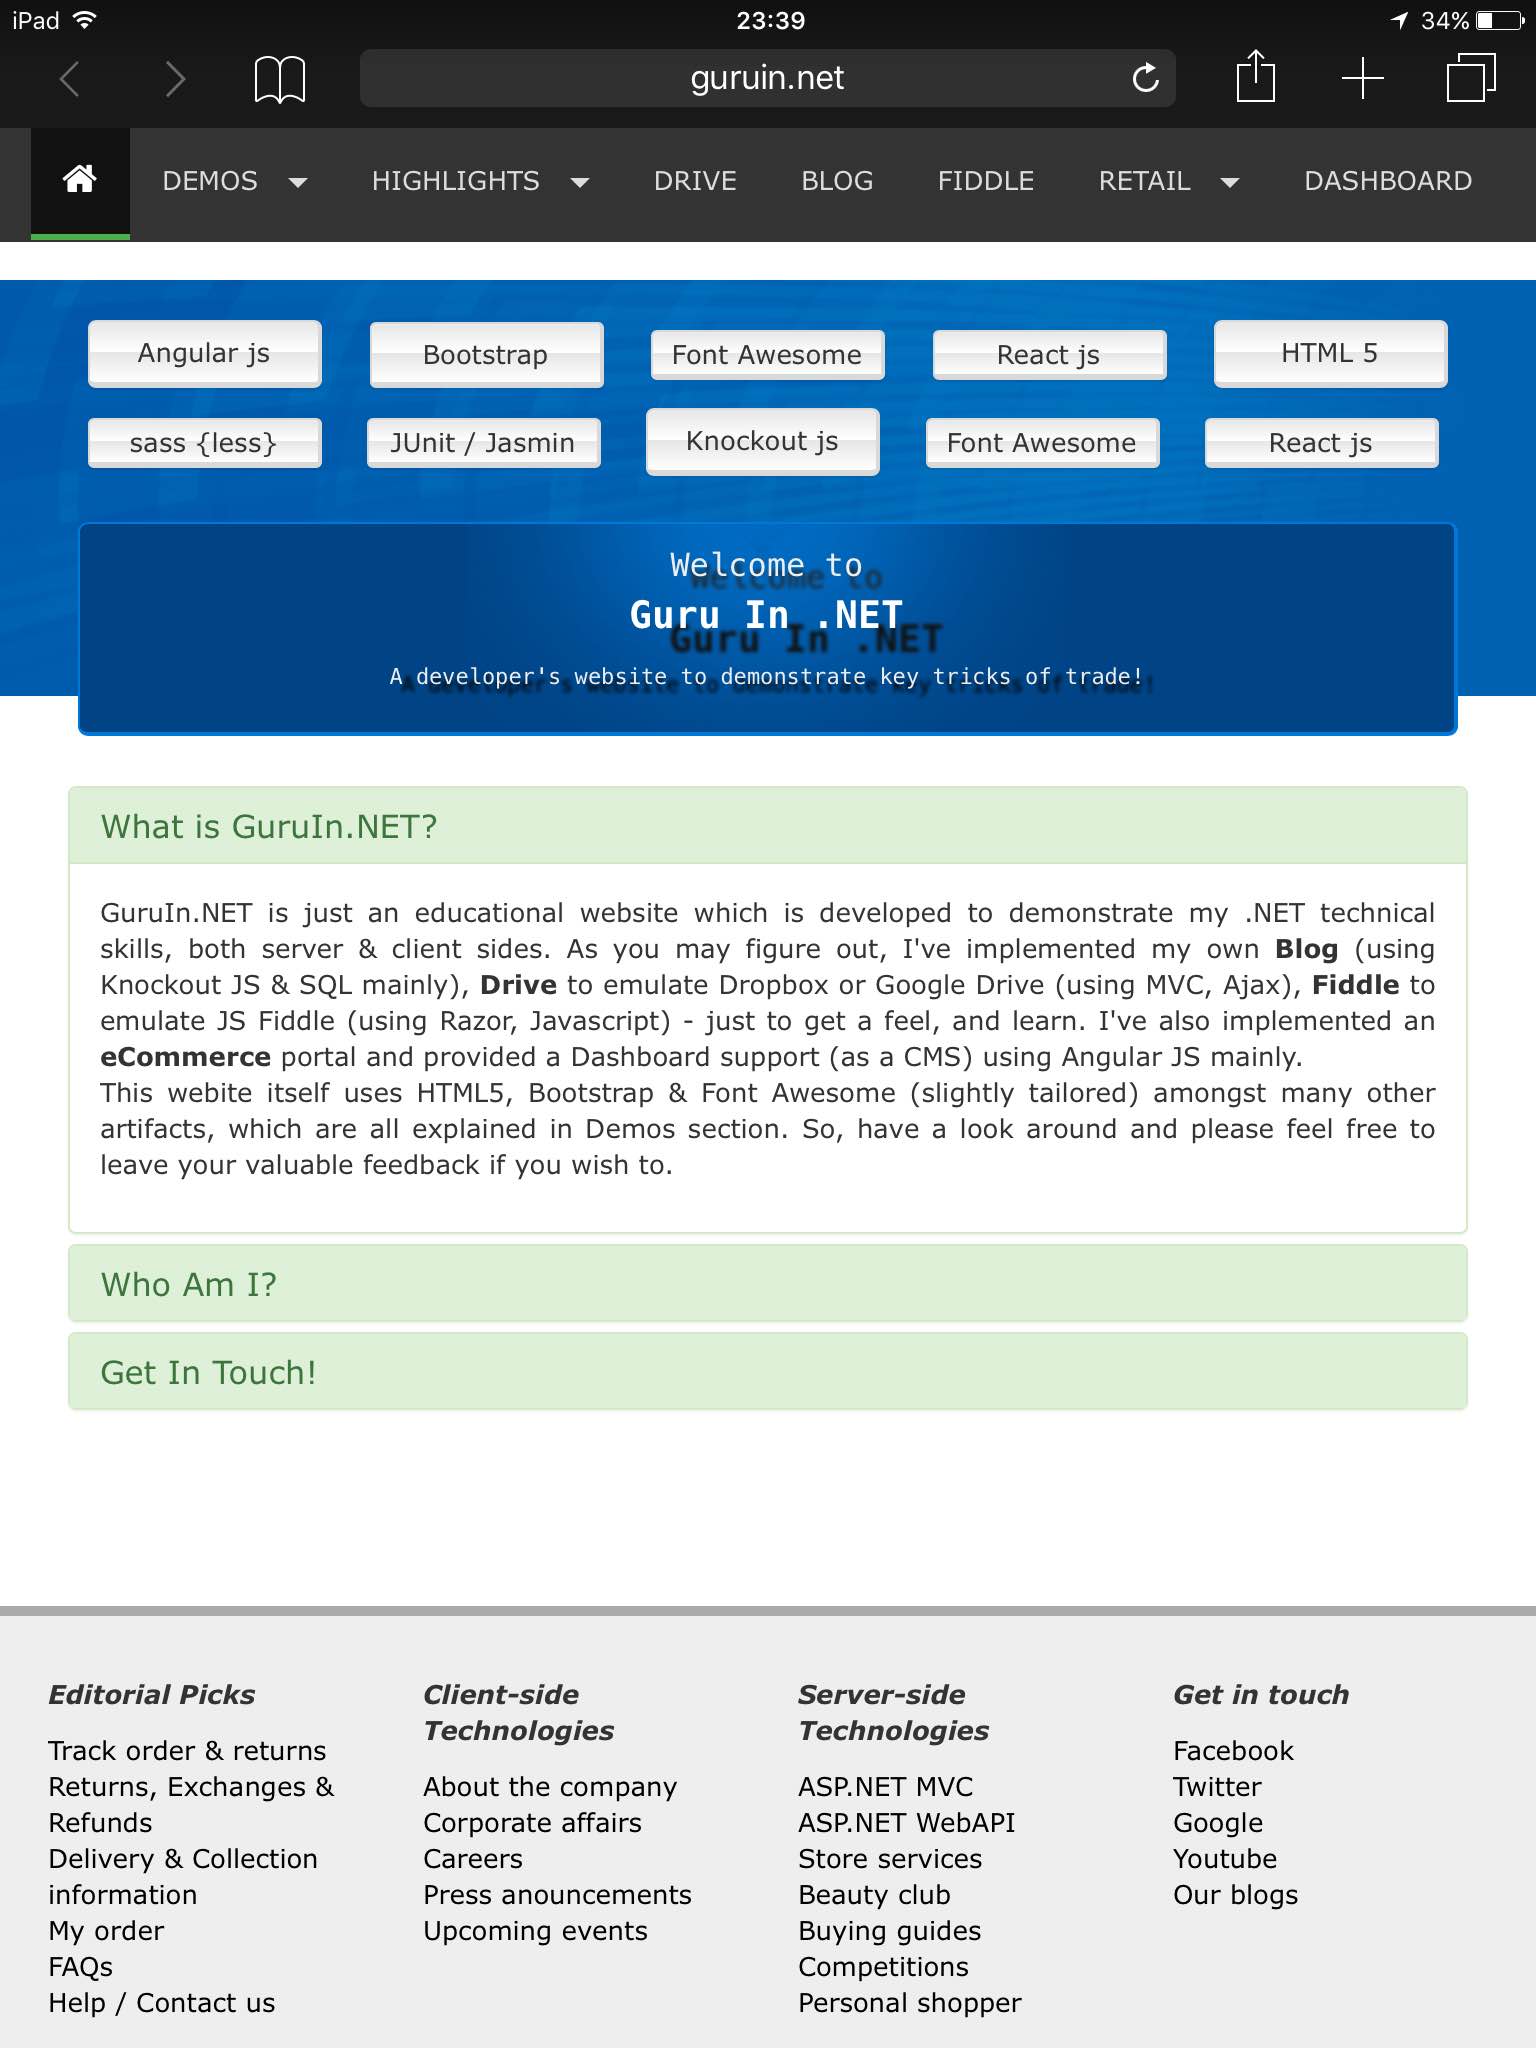 iPad 23:39 34%
guruin.net
DEMOS HIGHLIGHTS DRIVE BLOG FIDDLE RETAIL DASHBOARD
Angular js Bootstrap Font Awesome React js HTML 5
sass {less} JUnit / Jasmin Knockout js Font Awesome React js
Welcome to
Guru In .NET
A developer's website to demonstrate key tricks of trade!
What is GuruIn.NET?
GuruIn.NET is just an educational website which is developed to demonstrate my .NET technical
skills, both server & client sides. As you may figure out, I've implemented my own Blog (using
Knockout JS & SQL mainly), Drive to emulate Dropbox or Google Drive (using MVC, Ajax), Fiddle to
emulate JS Fiddle (using Razor, Javascript) - just to get a feel, and learn. I've also implemented an
eCommerce portal and provided a Dashboard support (as a CMS) using Angular JS mainly.
This webite itself uses HTML5, Bootstrap & Font Awesome (slightly tailored) amongst many other
artifacts, which are all explained in Demos section. So, have a look around and please feel free to
leave your valuable feedback if you wish to.
Who Am I?
Get In Touch!
Editorial Picks
Track order & returns
Returns, Exchanges &
Refunds
Delivery & Collection
information
My order
FAQs
Help / Contact us
Client-side
Technologies
About the company
Corporate affairs
Careers
Press anouncements
Upcoming events
Server-side
Technologies
ASP.NET MVC
ASP.NET WebAPI
Store services
Beauty club
Buying guides
Competitions
Personal shopper
Get in touch
Facebook
Twitter
Google
Youtube
Our blogs